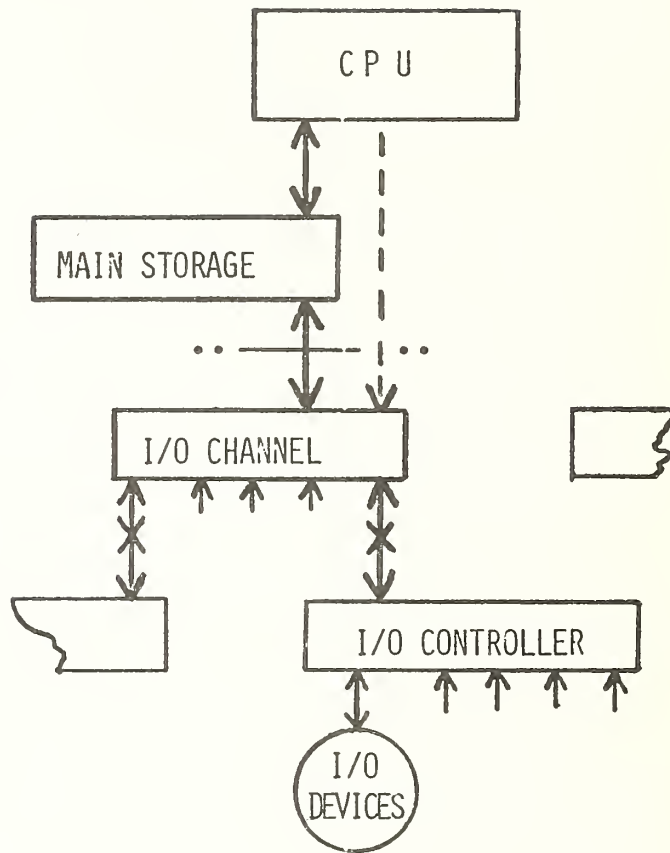 CPU
MAIN STORAGE
I/O CHANNEL
I/O CONTROLLER
I/O
DEVICES